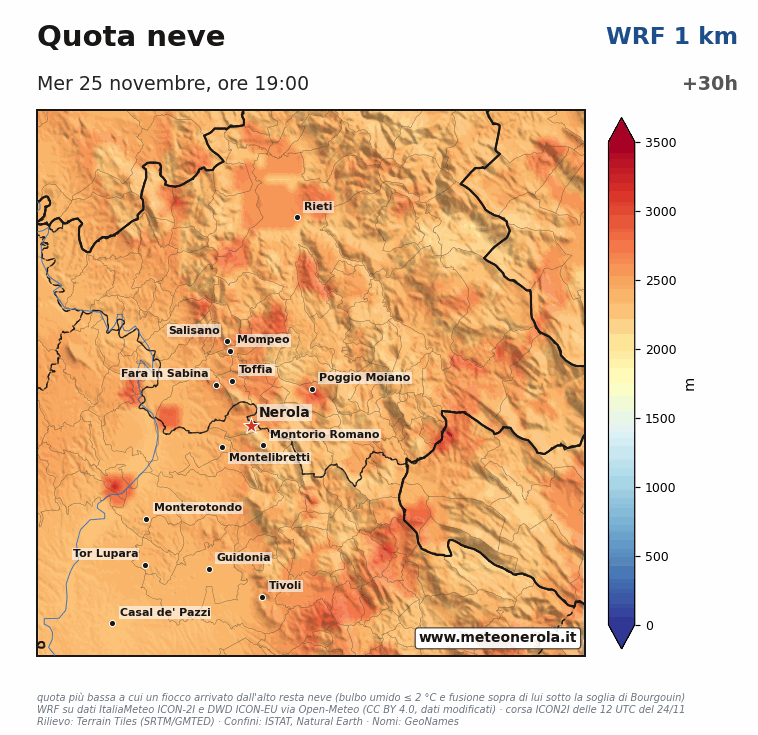 Quota neve
WRF 1 km
Mer 25 novembre, ore 19:00
+30h
Rieti
Salisano
Mompeo
Fara in Sabina
Toffia
Poggio Moiano
Nerola
Montorio Romano
Montelibretti
Monterotondo
Tor Lupara
Guidonia
Tivoli
Casal de' Pazzi
www.meteonerola.it
3500
3000
2500
2000
1500
1000
500
0
m
quota più bassa a cui un fiocco arrivato dall'alto resta neve (bulbo umido ≤ 2 °C e fusione sopra di lui sotto la soglia di Bourgouin)
WRF su dati ItaliaMeteo ICON-2I e DWD ICON-EU via Open-Meteo (CC BY 4.0, dati modificati) · corsa ICON2I delle 12 UTC del 24/11
Rilievo: Terrain Tiles (SRTM/GMTED) · Confini: ISTAT, Natural Earth · Nomi: GeoNames